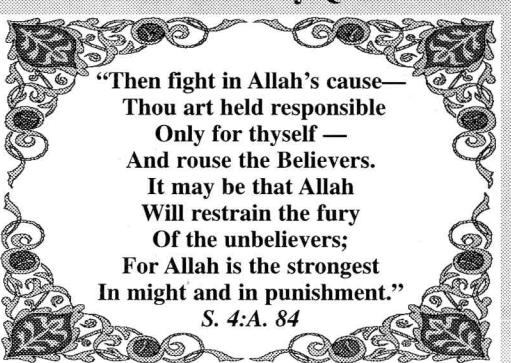 “Then fight in Allah’s cause—
Thou art held responsible
Only for thyself —
And rouse the Believers.
It may be that Allah
Will restrain the fury
Of the unbelievers;
For Allah is the strongest
In might and in punishment.”
S. 4:A. 84